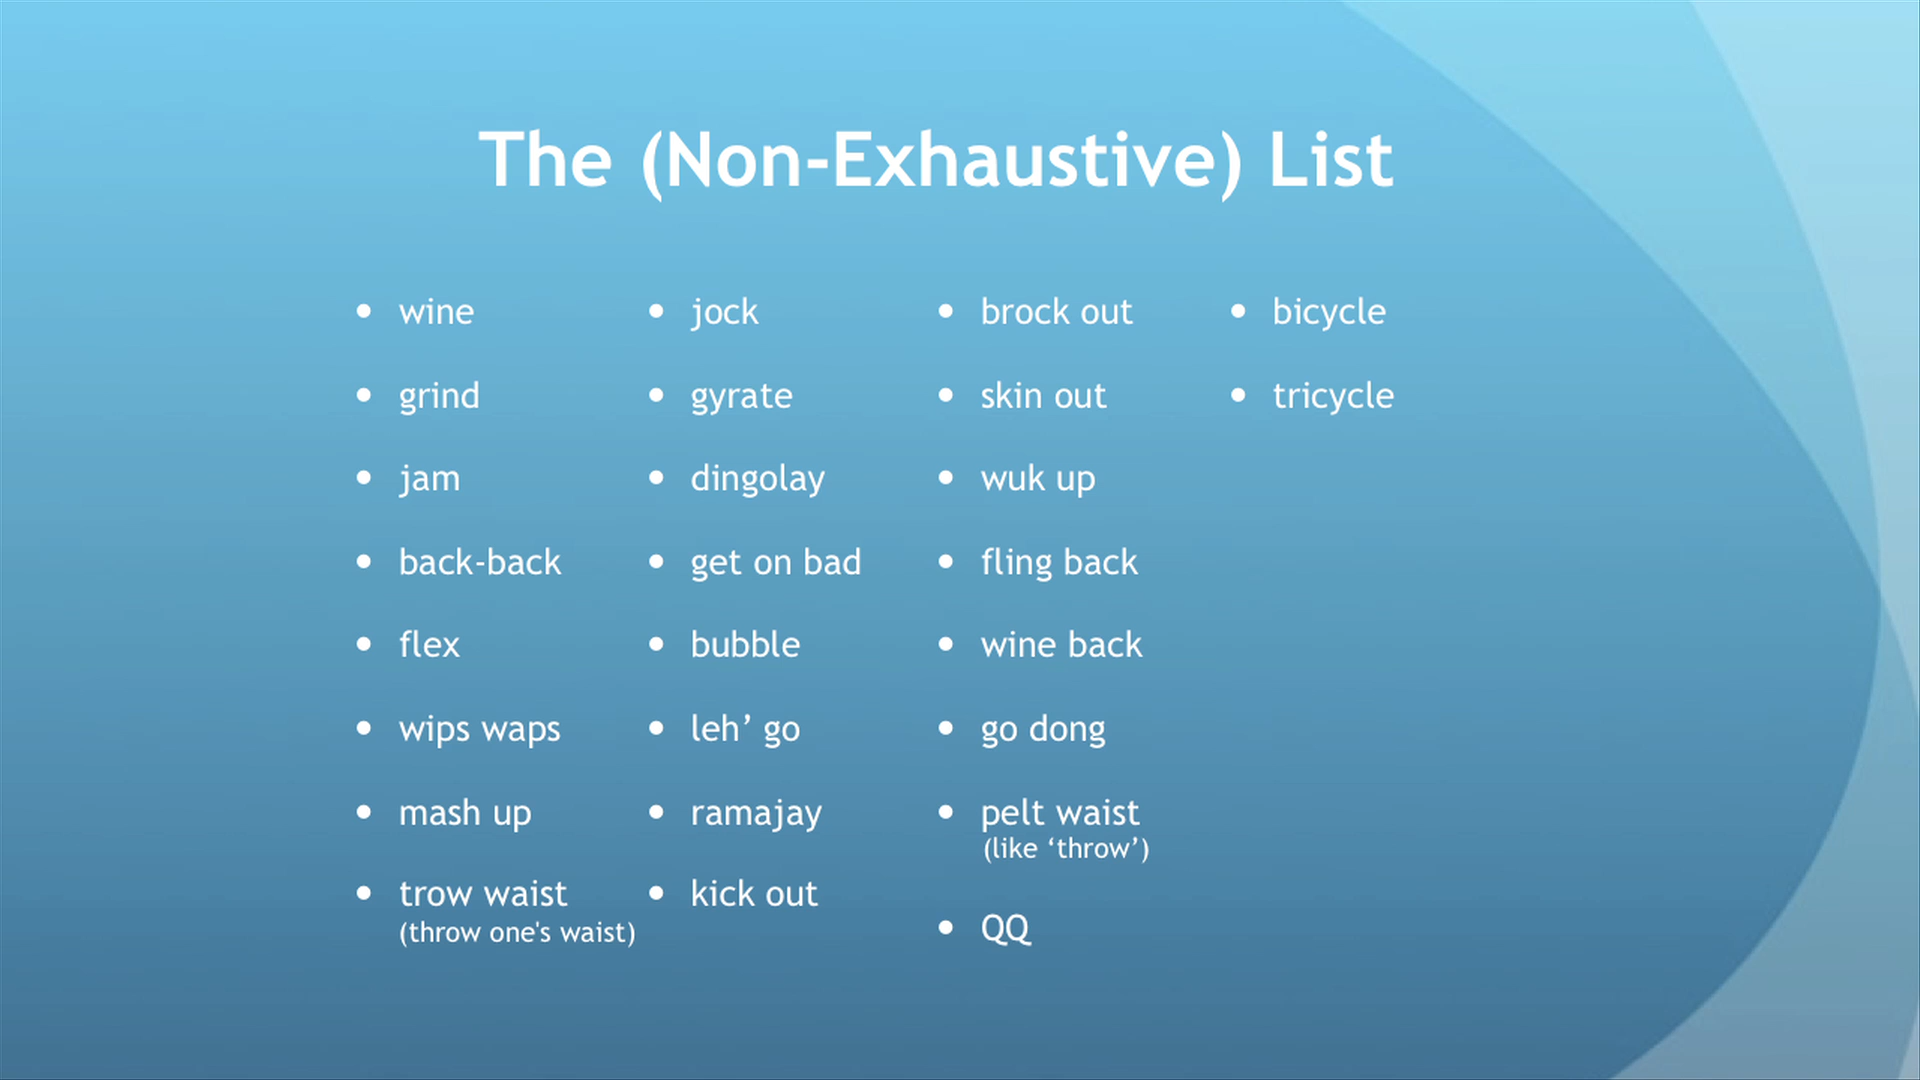 The (Non-Exhaustive) List
• wine
• grind
• jam
• back-back
• flex
• wips waps
• mash up
• trow waist
(throw one's waist)
• jock
• gyrate
• dingolay
• get on bad
• bubble
• leh’ go
• ramajay
• kick out
• brock out
• skin out
• wuk up
• fling back
• wine back
• go dong
• pelt waist
(like ‘throw’)
• QQ
• bicycle
• tricycle